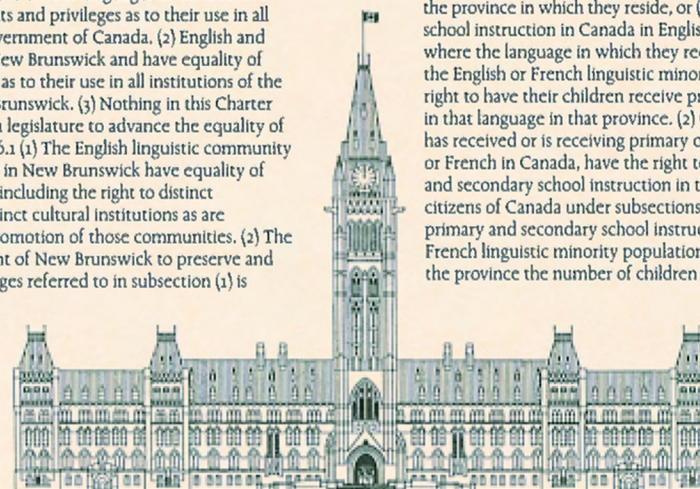 ts and privileges as to their use in all
vernment of Canada. (2) English and
ew Brunswick and have equality of
as to their use in all institutions of the
Brunswick. (3) Nothing in this Charter
legislature to advance the equality of
6.1 (1) The English linguistic community
in New Brunswick have equality of
including the right to distinct
inct cultural institutions as are
romotion of those communities. (2) The
nt of New Brunswick to preserve and
ges referred to in subsection (1) is
the province in which they reside, or (
school instruction in Canada in Englis
where the language in which they rec
the English or French linguistic minor
right to have their children receive pr
in that language in that province. (2)
has received or is receiving primary o
or French in Canada, have the right t
and secondary school instruction in t
citizens of Canada under subsections
primary and secondary school instruc
French linguistic minority population
the province the number of children